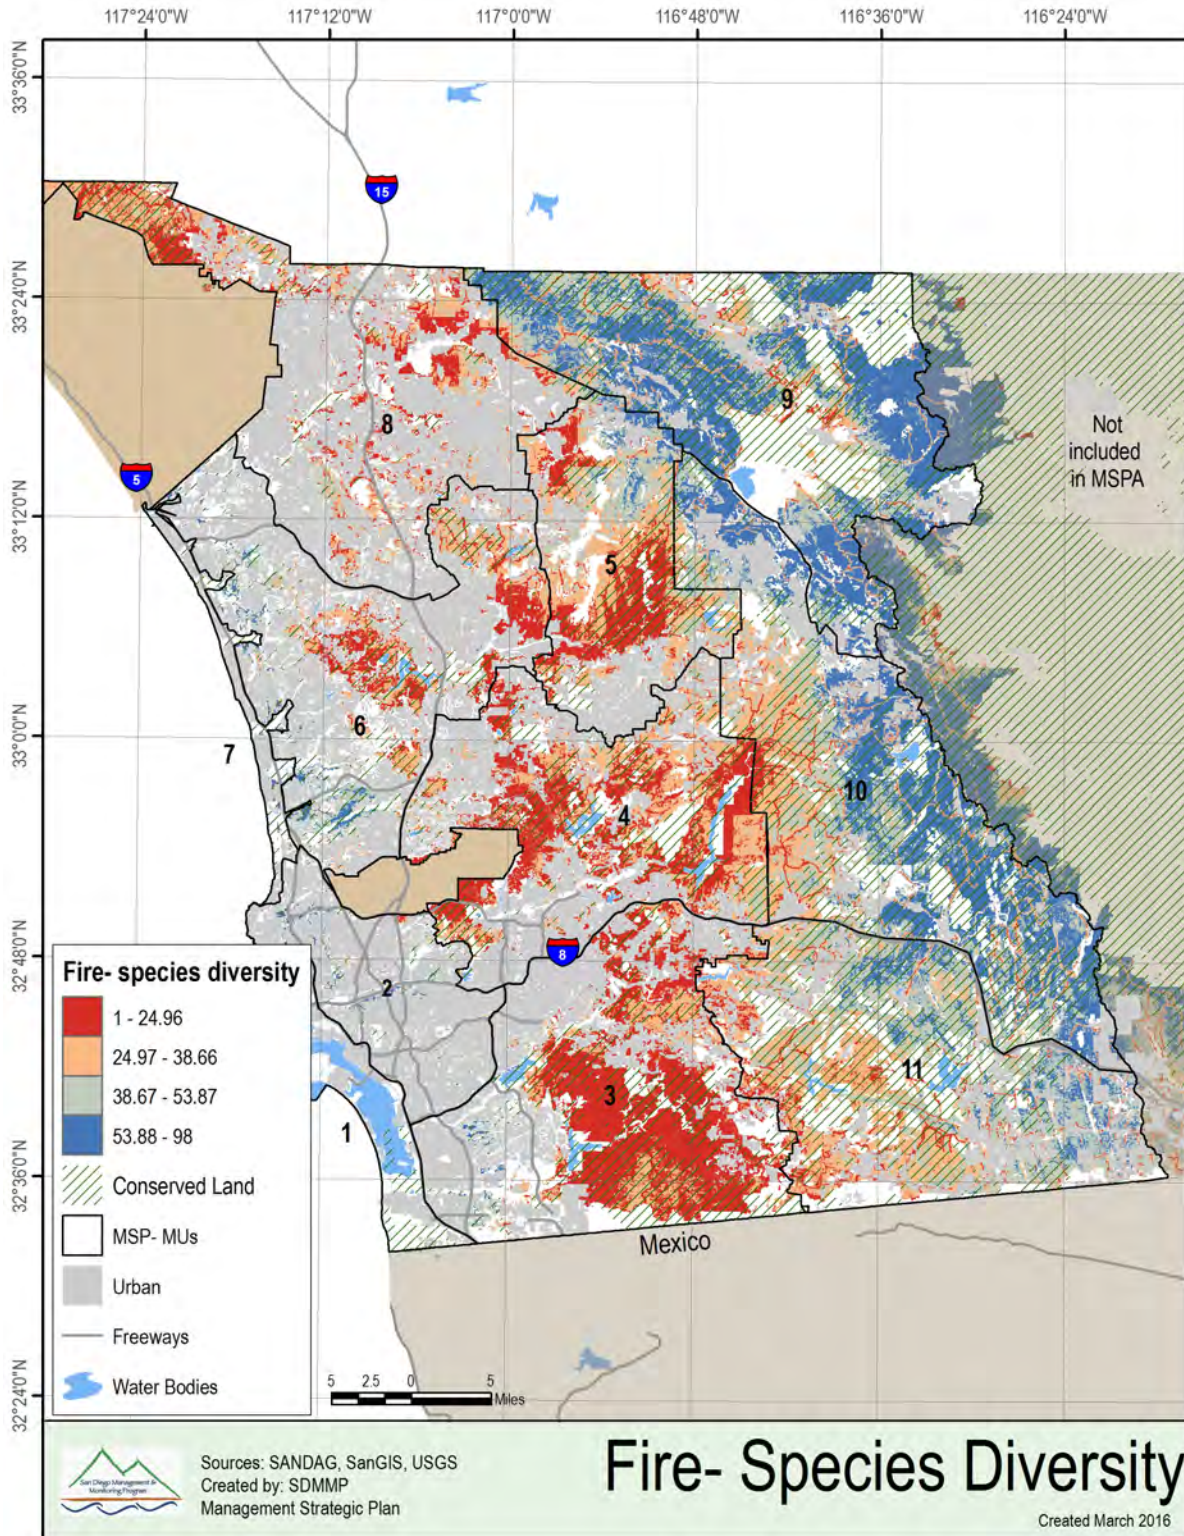 117°24'0"W 117°12'0"W 117°0'0"W 116°48'0"W 116°36'0"W 116°24'0"W
33°36'0"N
33°24'0"N
33°12'0"N
33°0'0"N
32°48'0"N
32°36'0"N
32°24'0"N
15
9
Not
included
in MSPA
8
5
5
6
7
10
4
8
2
11
3
1
Mexico
Fire- species diversity
1 - 24.96
24.97 - 38.66
38.67 - 53.87
53.88 - 98
Conserved Land
MSP- MUs
Urban
Freeways
Water Bodies
5 2.5 0 5
Miles
San Diego Management &
Monitoring Program
Sources: SANDAG, SanGIS, USGS
Created by: SDMMP
Management Strategic Plan
Fire- Species Diversity
Created March 2016